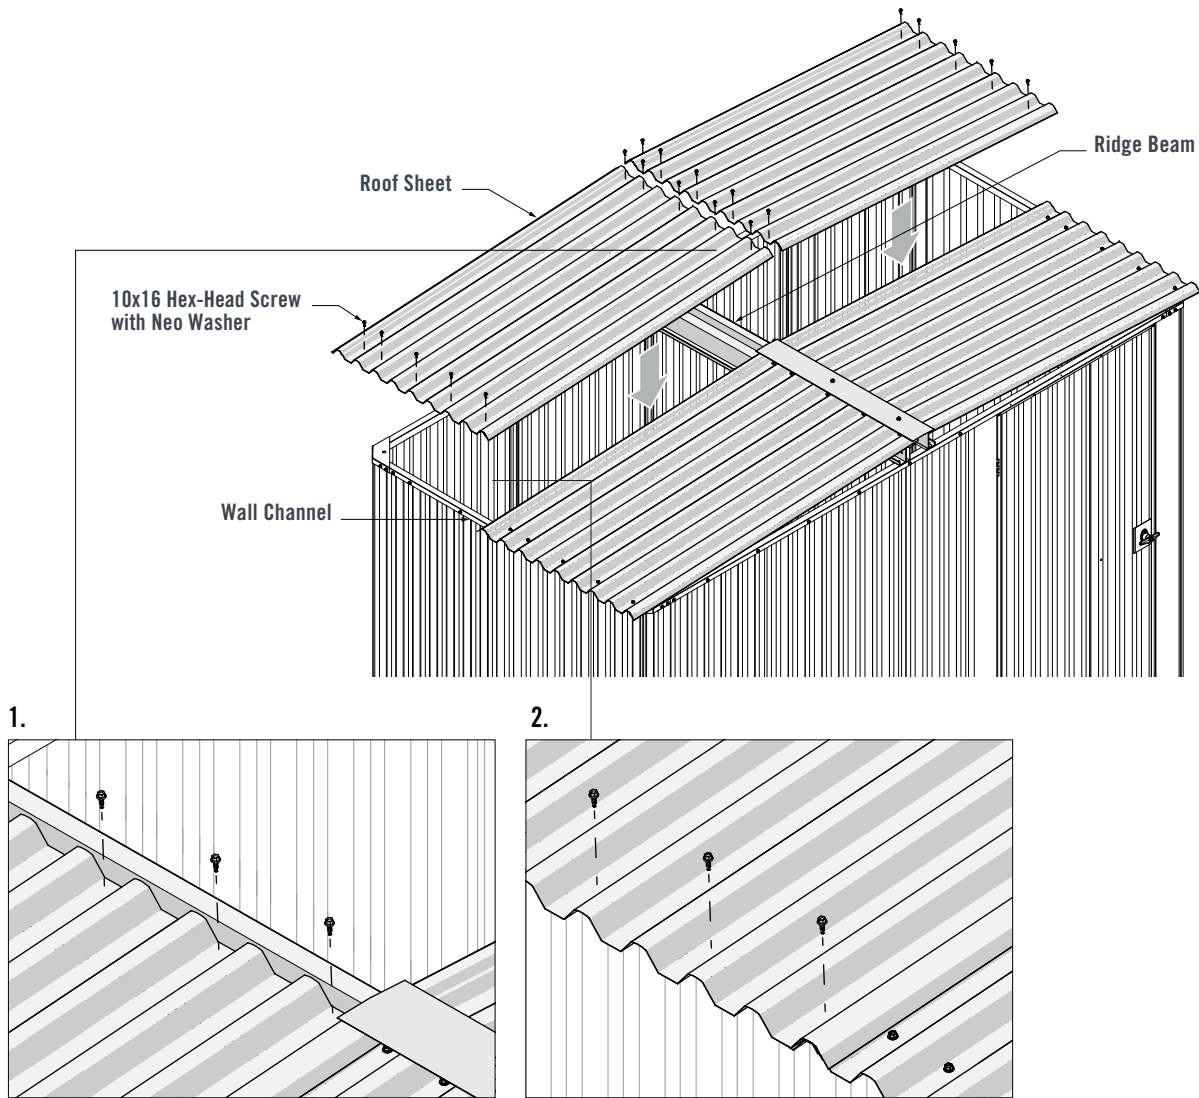 Ridge Beam
Roof Sheet
10x16 Hex-Head Screw
with Neo Washer
Wall Channel
1.
2.